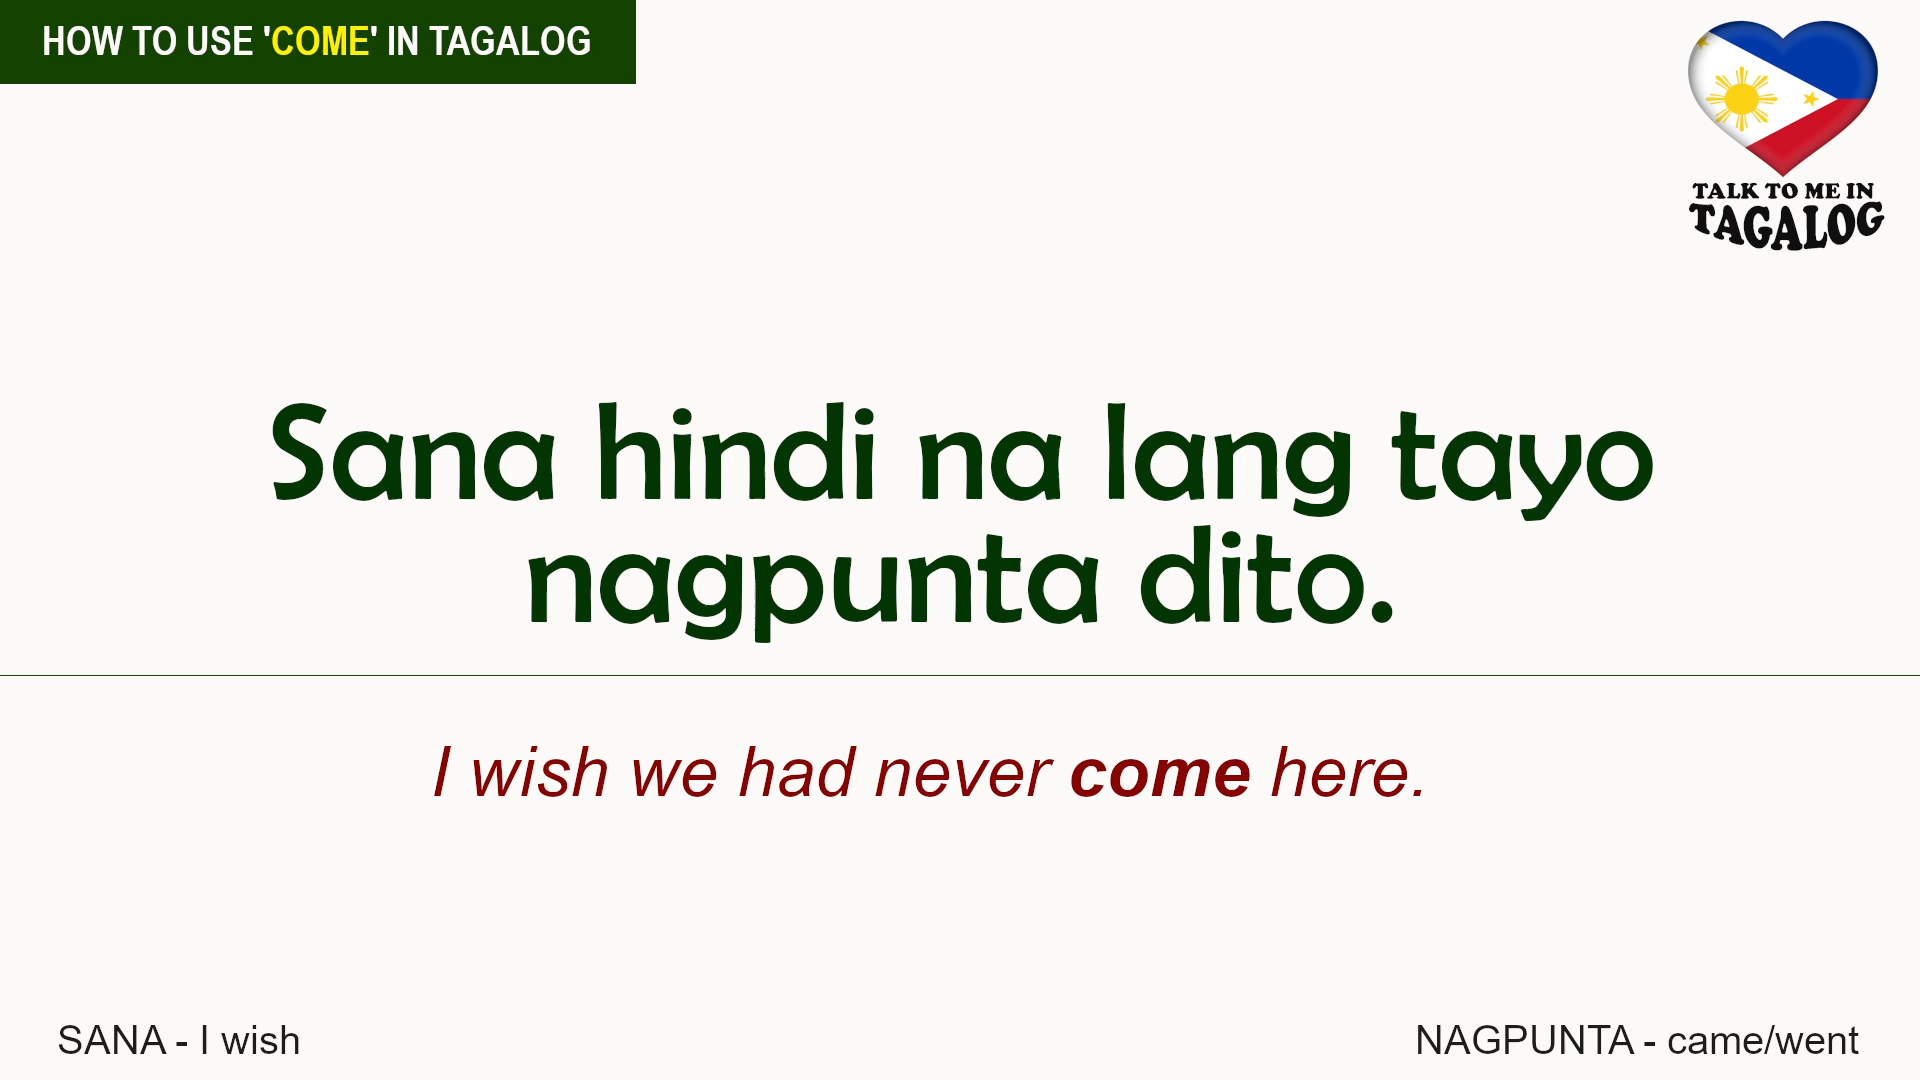 HOW TO USE 'COME' IN TAGALOG
TALK TO ME IN
TAGALOG
Sana hindi na lang tayo
nagpunta dito.
I wish we had never come here.
SANA - I wish
NAGPUNTA - came/went